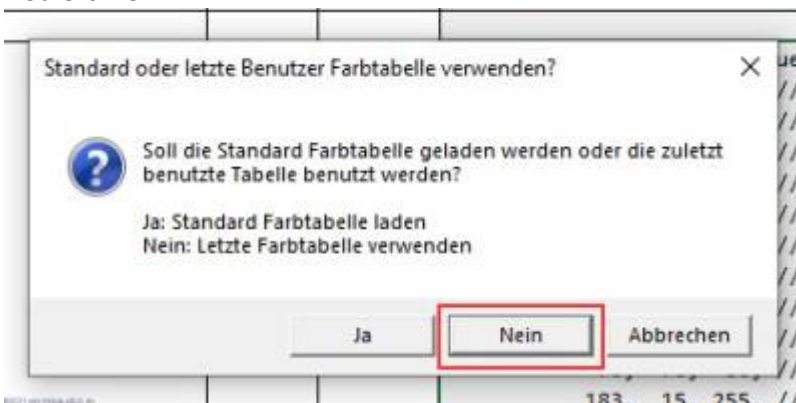 Standard oder letzte Benutzer Farbtabelle verwenden?
Soll die Standard Farbtabelle geladen werden oder die zuletzt
benutzte Tabelle benutzt werden?
Ja: Standard Farbtabelle laden
Nein: Letzte Farbtabelle verwenden
Ja Nein Abbrechen
183, 15, 255, //